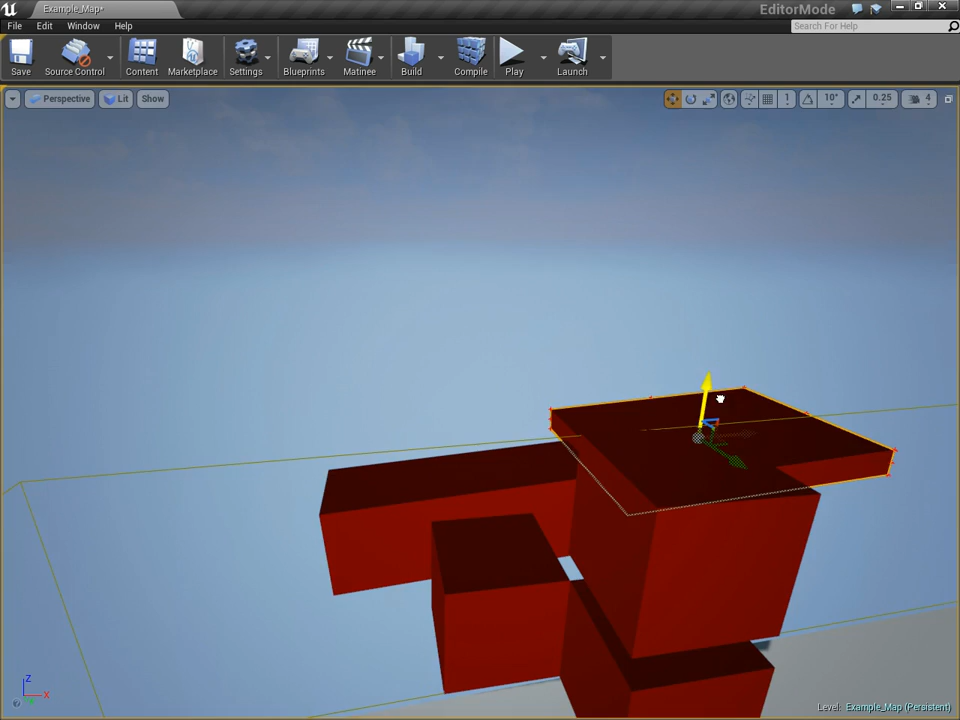 Example_Map*
EditorMode
File Edit Window Help
Search For Help
Save Source Control Content Marketplace Settings Blueprints Matinee Build Compile Play Launch
Perspective Lit Show
1 10° 0.25 4
Z
X
Level: Example_Map (Persistent)